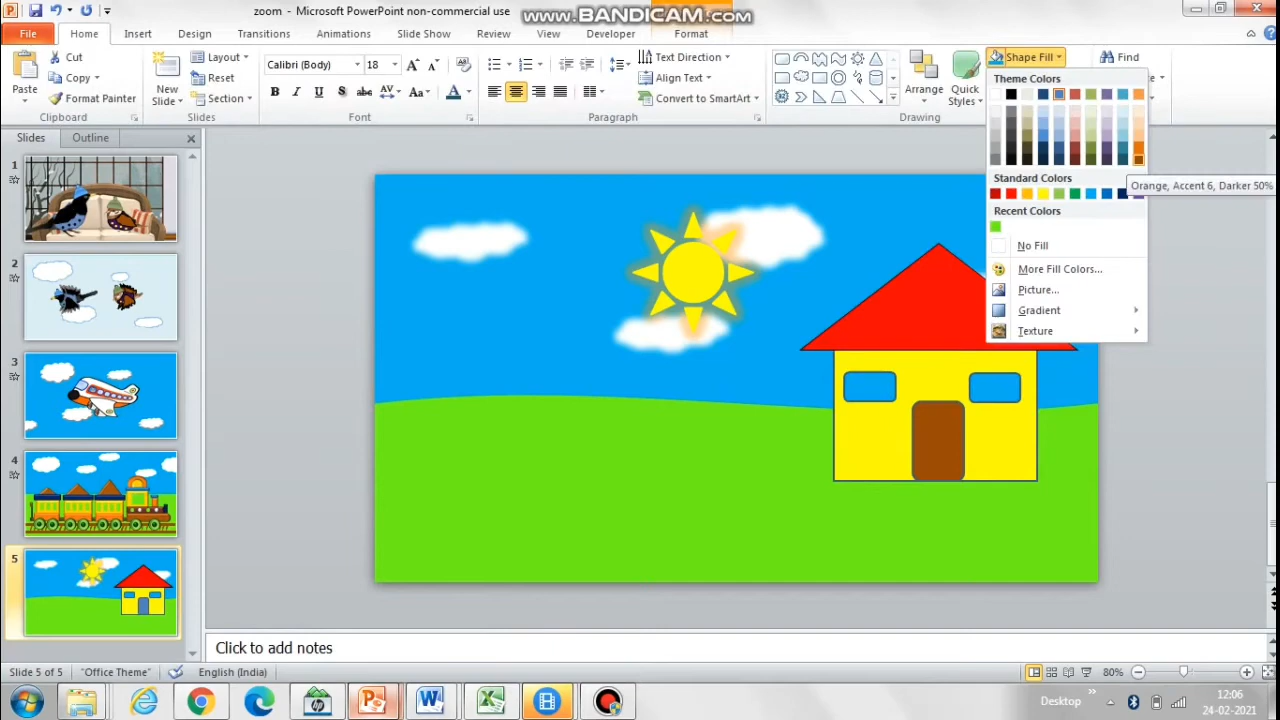 zoom - Microsoft PowerPoint non-commercial use
www.BANDICAM.com
File Home Insert Design Transitions Animations Slide Show Review View Developer Format
Paste
Cut
Copy
Format Painter
Clipboard
New Slide
Layout
Reset
Section
Slides
Calibri (Body) 18
B I U S abc AV Aa A
Font
Text Direction
Align Text
Convert to SmartArt
Paragraph
Arrange
Quick Styles
Drawing
Shape Fill
Find
Theme Colors
Standard Colors
Orange, Accent 6, Darker 50%
Recent Colors
No Fill
More Fill Colors...
Picture...
Gradient
Texture
Slides Outline
1
2
3
4
5
Click to add notes
Slide 5 of 5 "Office Theme" English (India) 80%
Desktop
12:06
24-02-2021